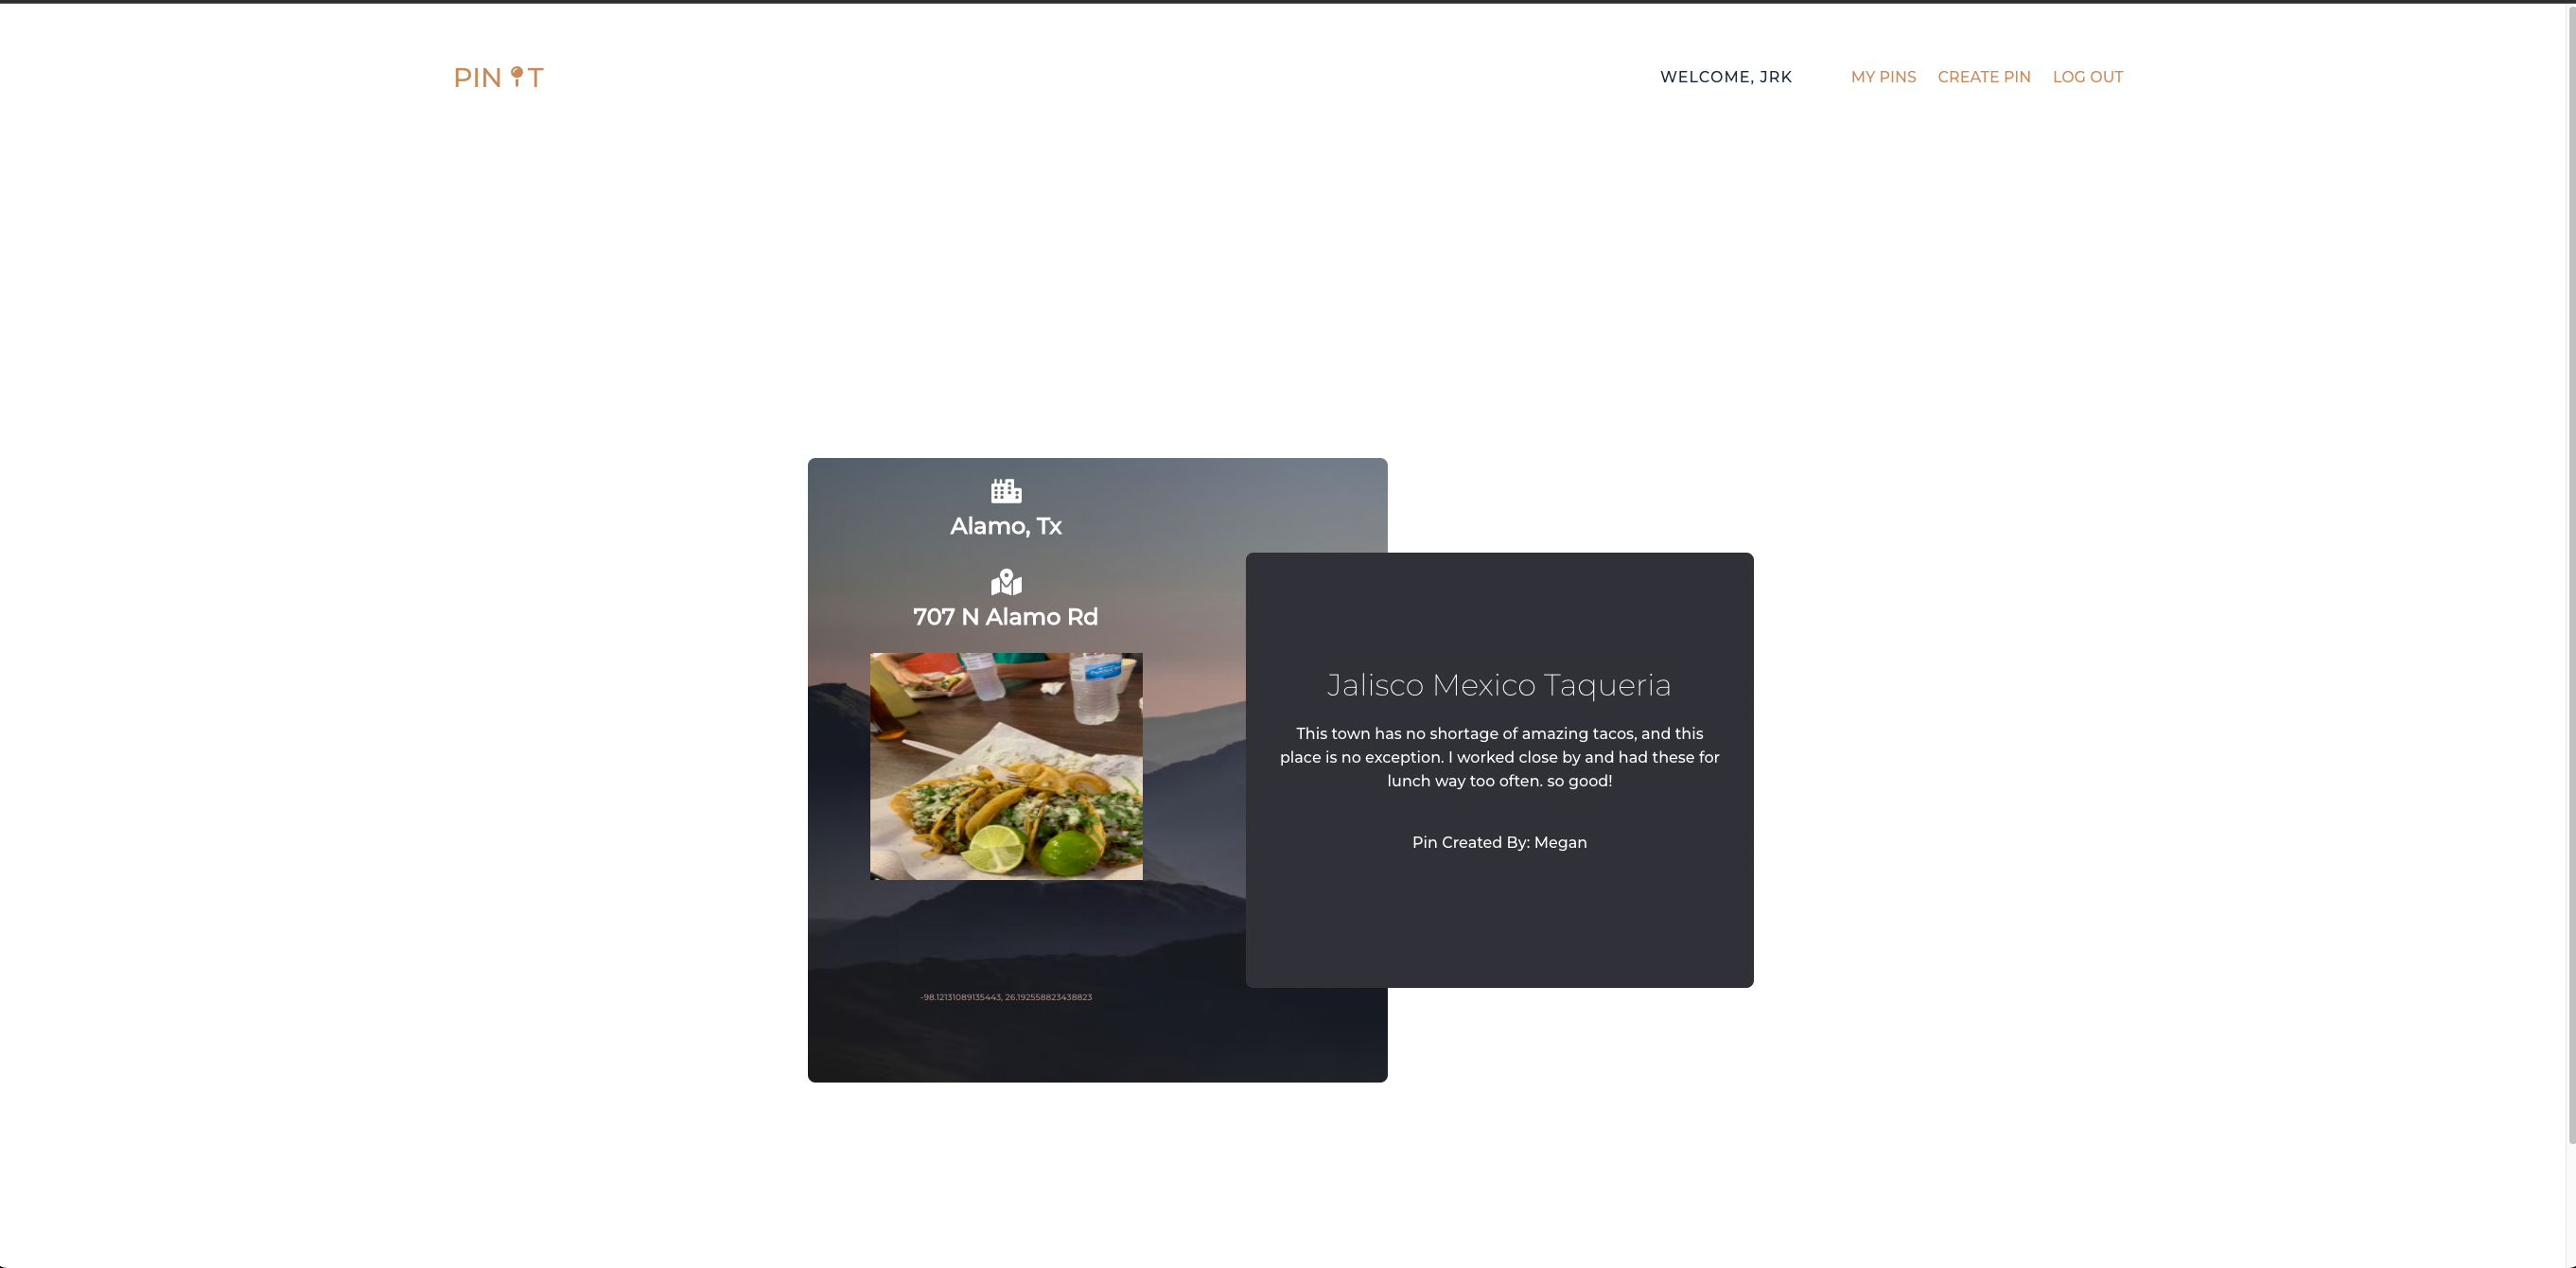 PIN T
WELCOME, JRK
MY PINS
CREATE PIN
LOG OUT
Alamo, Tx
707 N Alamo Rd
-98.12131089135443, 26.192558823438823
Jalisco Mexico Taqueria
This town has no shortage of amazing tacos, and this
place is no exception. I worked close by and had these for
lunch way too often. so good!
Pin Created By: Megan